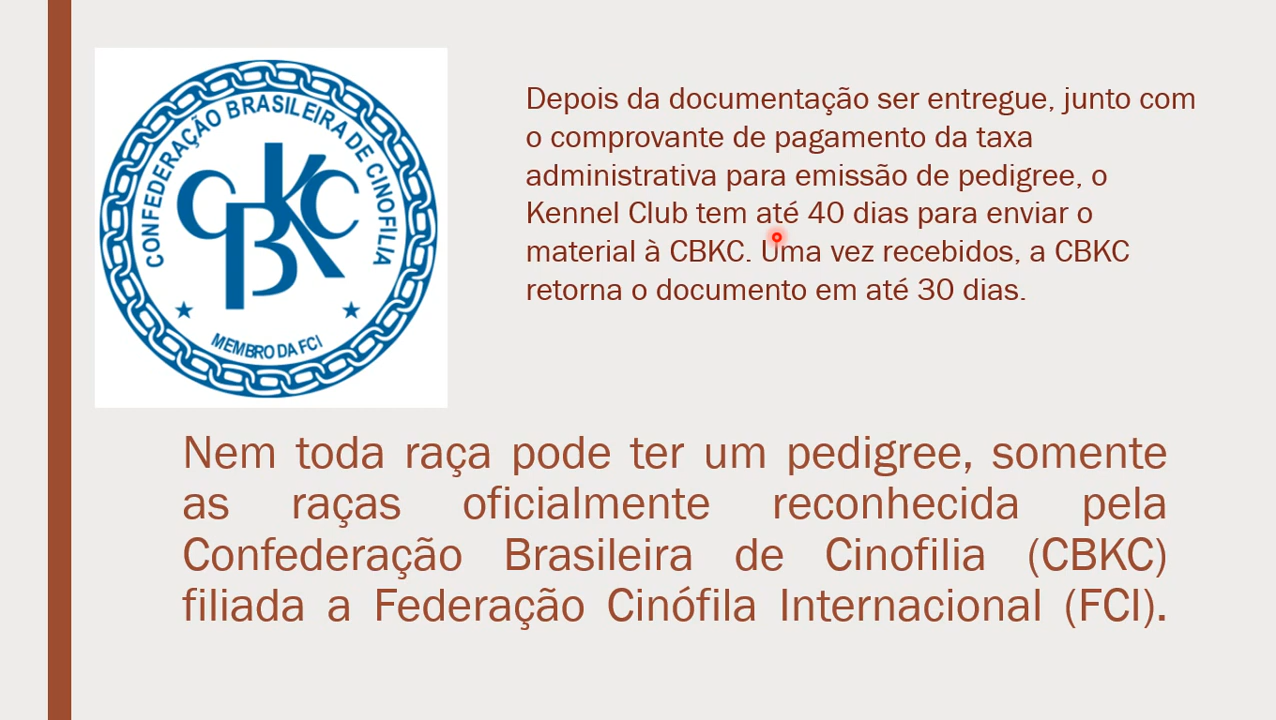 CONFEDERAÇÃO BRASILEIRA DE CINOFILIA
CBKC
MEMBRO DA FCI
Depois da documentação ser entregue, junto com
o comprovante de pagamento da taxa
administrativa para emissão de pedigree, o
Kennel Club tem até 40 dias para enviar o
material à CBKC. Uma vez recebidos, a CBKC
retorna o documento em até 30 dias.
Nem toda raça pode ter um pedigree, somente
as raças oficialmente reconhecida pela
Confederação Brasileira de Cinofilia (CBKC)
filiada a Federação Cinófila Internacional (FCI).